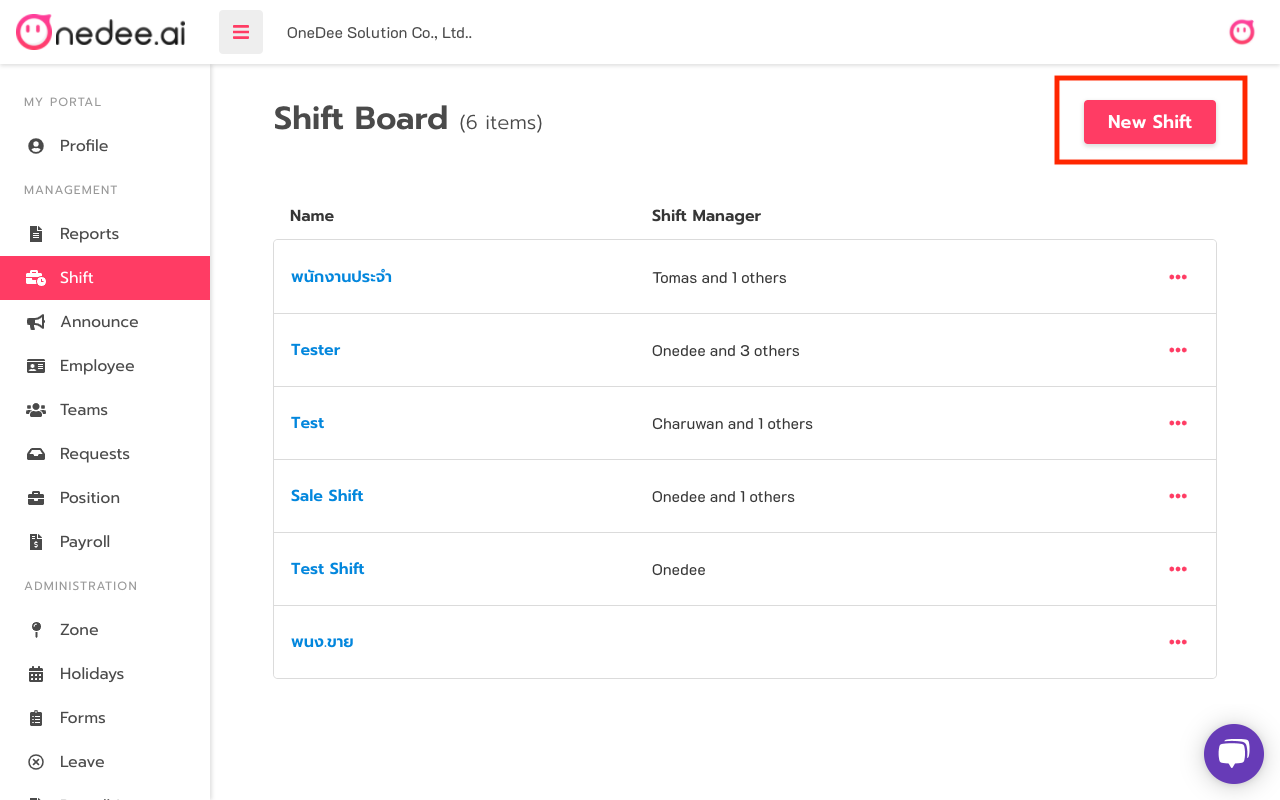 Onedee.ai
OneDee Solution Co., Ltd..
MY PORTAL
Profile
MANAGEMENT
Reports
Shift
Announce
Employee
Teams
Requests
Position
Payroll
ADMINISTRATION
Zone
Holidays
Forms
Leave
Shift Board (6 items)
New Shift
Name Shift Manager
พนักงานประจำ Tomas and 1 others
Tester Onedee and 3 others
Test Charuwan and 1 others
Sale Shift Onedee and 1 others
Test Shift Onedee
พนง.ขาย